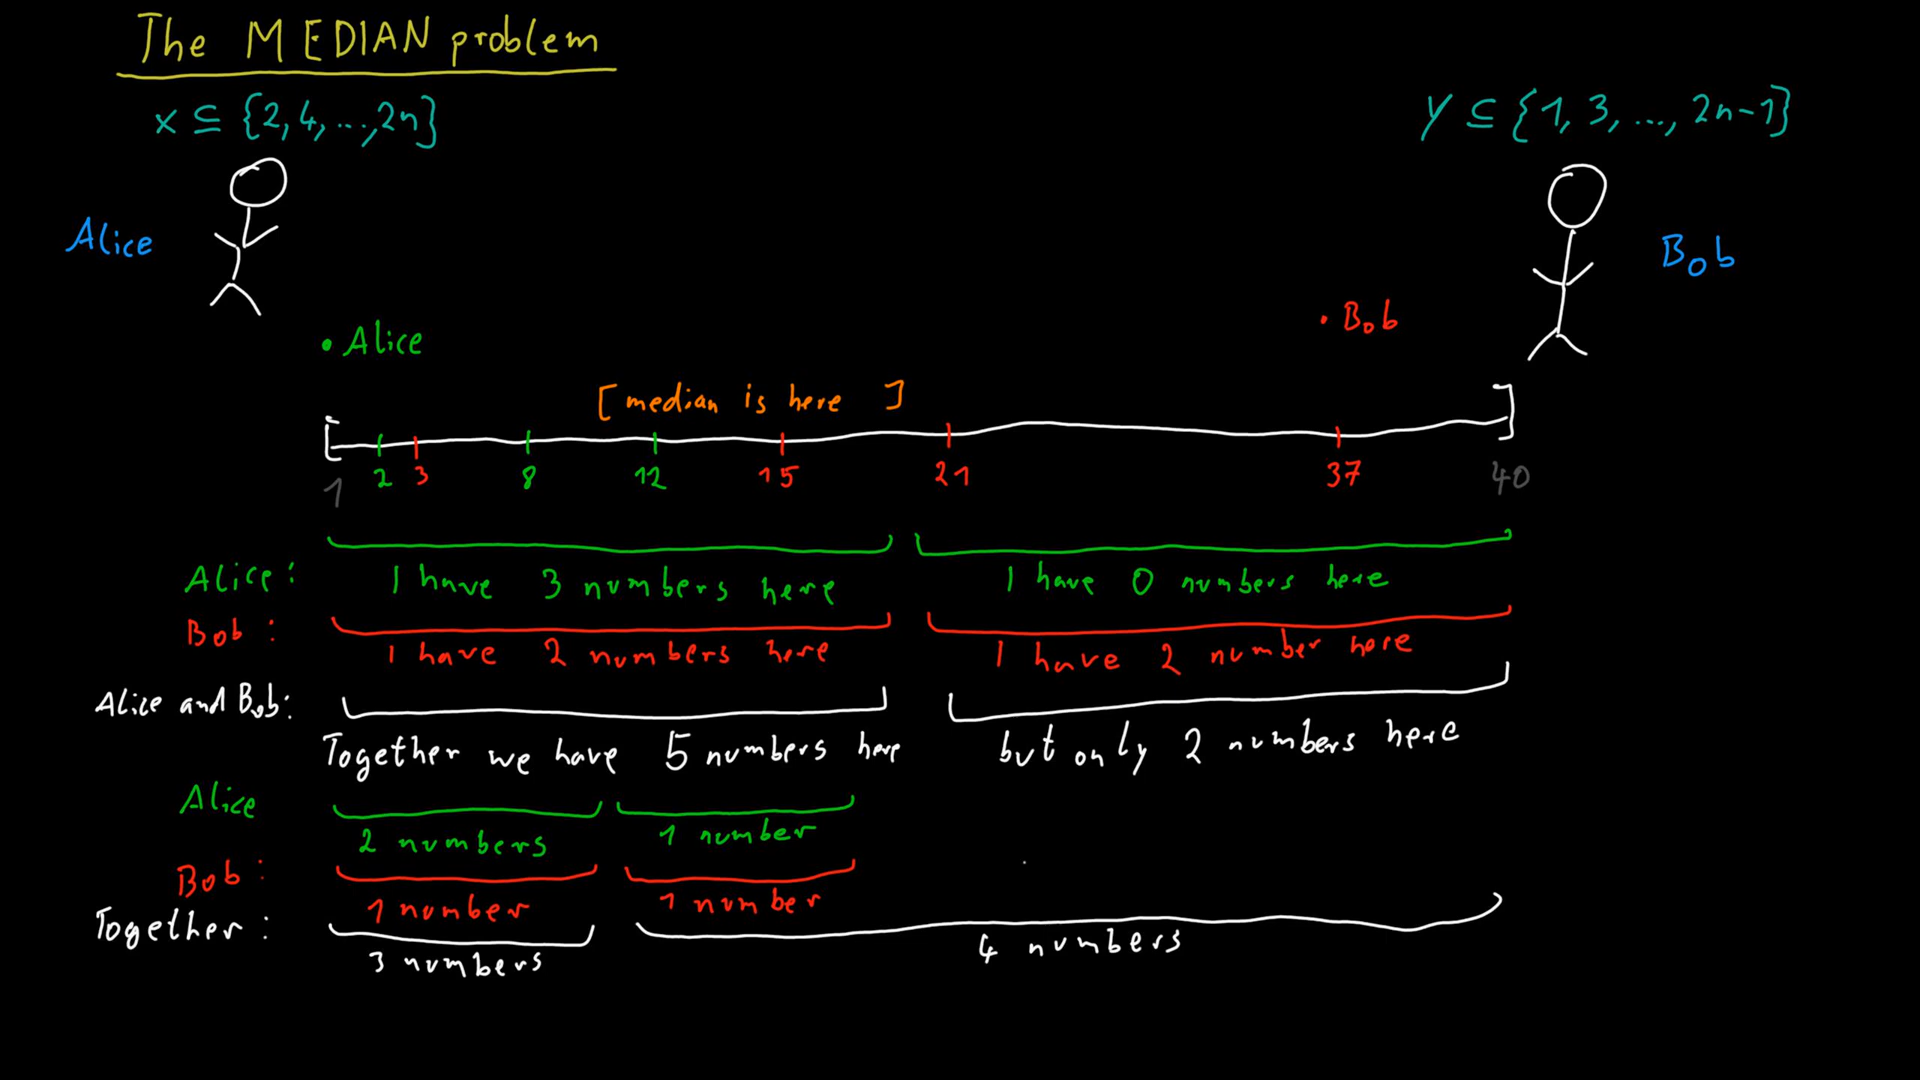 The MEDIAN problem
x ⊆ {2,4,...,2n}
y ⊆ {1,3,...,2n-1}
Alice
Bob
• Alice
• Bob
[ median is here ]
1 2 3 8 12 15 21 37 40
Alice: I have 3 numbers here I have 0 numbers here
Bob: I have 2 numbers here I have 2 number here
Alice and Bob: Together we have 5 numbers here but only 2 numbers here
Alice 2 numbers 1 number
Bob: 1 number 1 number
Together: 3 numbers 4 numbers